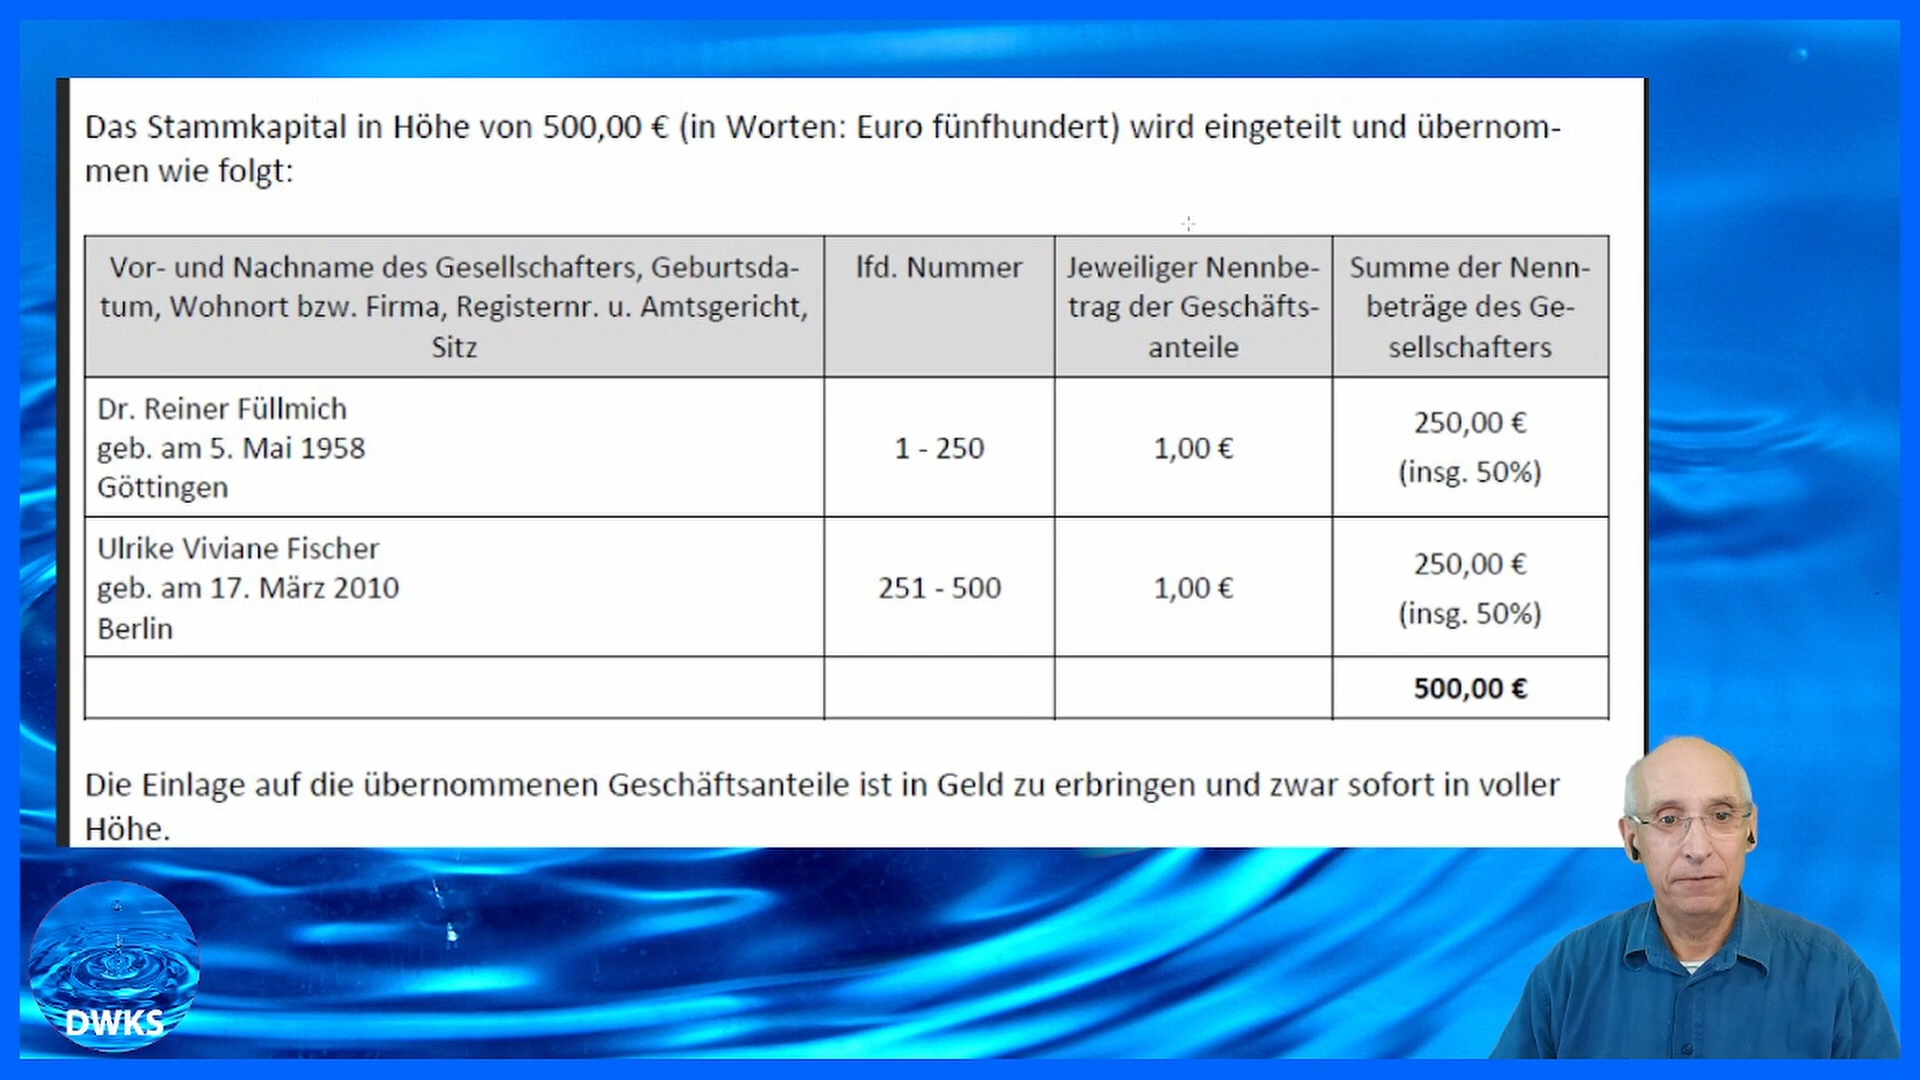 Das Stammkapital in Höhe von 500,00 € (in Worten: Euro fünfhundert) wird eingeteilt und übernom-
men wie folgt:
Vor- und Nachname des Gesellschafters, Geburtsda-
tum, Wohnort bzw. Firma, Registernr. u. Amtsgericht,
Sitz
lfd. Nummer
Jeweiliger Nennbe-
trag der Geschäfts-
anteile
Summe der Nenn-
beträge des Ge-
sellschafters
Dr. Reiner Füllmich
geb. am 5. Mai 1958
Göttingen
1 - 250
1,00 €
250,00 €
(insg. 50%)
Ulrike Viviane Fischer
geb. am 17. März 2010
Berlin
251 - 500
1,00 €
250,00 €
(insg. 50%)
500,00 €
Die Einlage auf die übernommenen Geschäftsanteile ist in Geld zu erbringen und zwar sofort in voller
Höhe.
DWKS